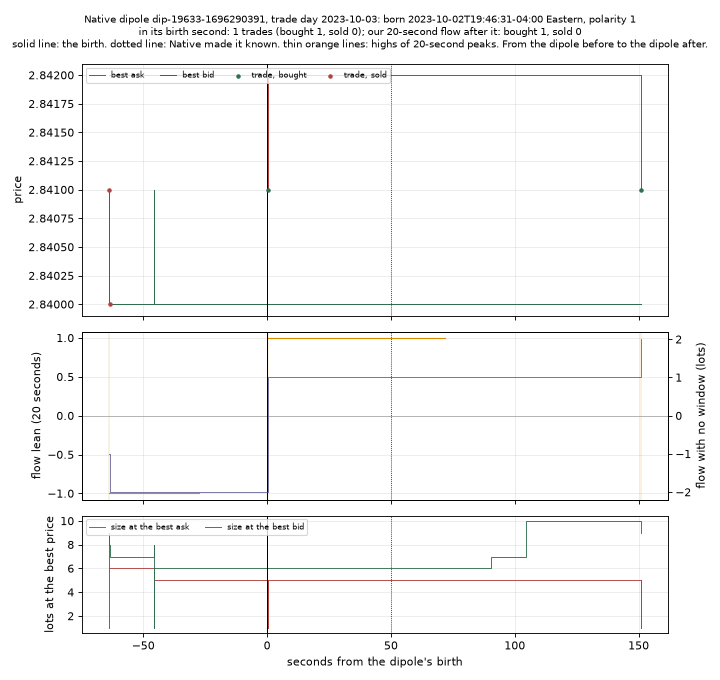 Native dipole dip-19633-1696290391, trade day 2023-10-03: born 2023-10-02T19:46:31-04:00 Eastern, polarity 1
in its birth second: 1 trades (bought 1, sold 0); our 20-second flow after it: bought 1, sold 0
solid line: the birth. dotted line: Native made it known. thin orange lines: highs of 20-second peaks. From the dipole before to the dipole after.
best ask best bid trade, bought trade, sold
2.84200
2.84175
2.84150
2.84125
2.84100
2.84075
2.84050
2.84025
2.84000
price
1.0
0.5
0.0
−0.5
−1.0
flow lean (20 seconds)
2
1
0
−1
−2
flow with no window (lots)
size at the best ask size at the best bid
10
8
6
4
2
lots at the best price
−50 0 50 100 150
seconds from the dipole's birth